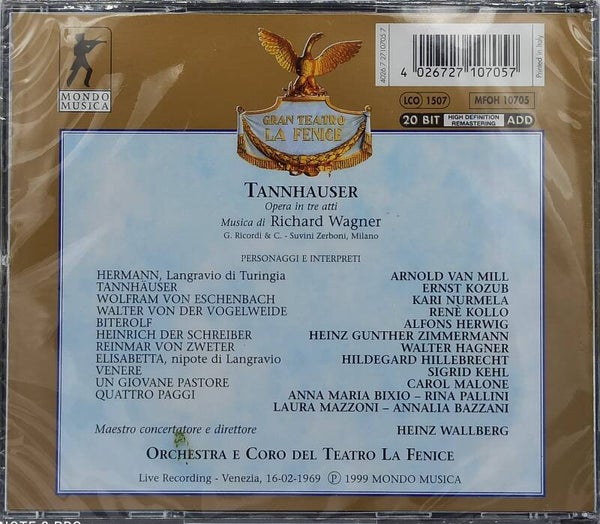 MONDO
MUSICA
GRAN TEATRO
LA FENICE
4026 7 27 10705 7
4 026727 107057
Printed in Italy
LCO 1507
MFOH 10705
20 BIT
HIGH DEFINITION
REMASTERING
ADD
TANNHAUSER
Opera in tre atti
Musica di Richard Wagner
G. Ricordi & C. - Suvini Zerboni, Milano
PERSONAGGI E INTERPRETI
HERMANN, Langravio di Turingia ARNOLD VAN MILL
TANNHÄUSER ERNST KOZUB
WOLFRAM VON ESCHENBACH KARI NURMELA
WALTER VON DER VOGELWEIDE RENÈ KOLLO
BITEROLF ALFONS HERWIG
HEINRICH DER SCHREIBER HEINZ GUNTHER ZIMMERMANN
REINMAR VON ZWETER WALTER HAGNER
ELISABETTA, nipote di Langravio HILDEGARD HILLEBRECHT
VENERE SIGRID KEHL
UN GIOVANE PASTORE CAROL MALONE
QUATTRO PAGGI ANNA MARIA BIXIO – RINA PALLINI
LAURA MAZZONI – ANNALIA BAZZANI
Maestro concertatore e direttore HEINZ WALLBERG
ORCHESTRA E CORO DEL TEATRO LA FENICE
Live Recording - Venezia, 16-02-1969 Ⓟ 1999 MONDO MUSICA